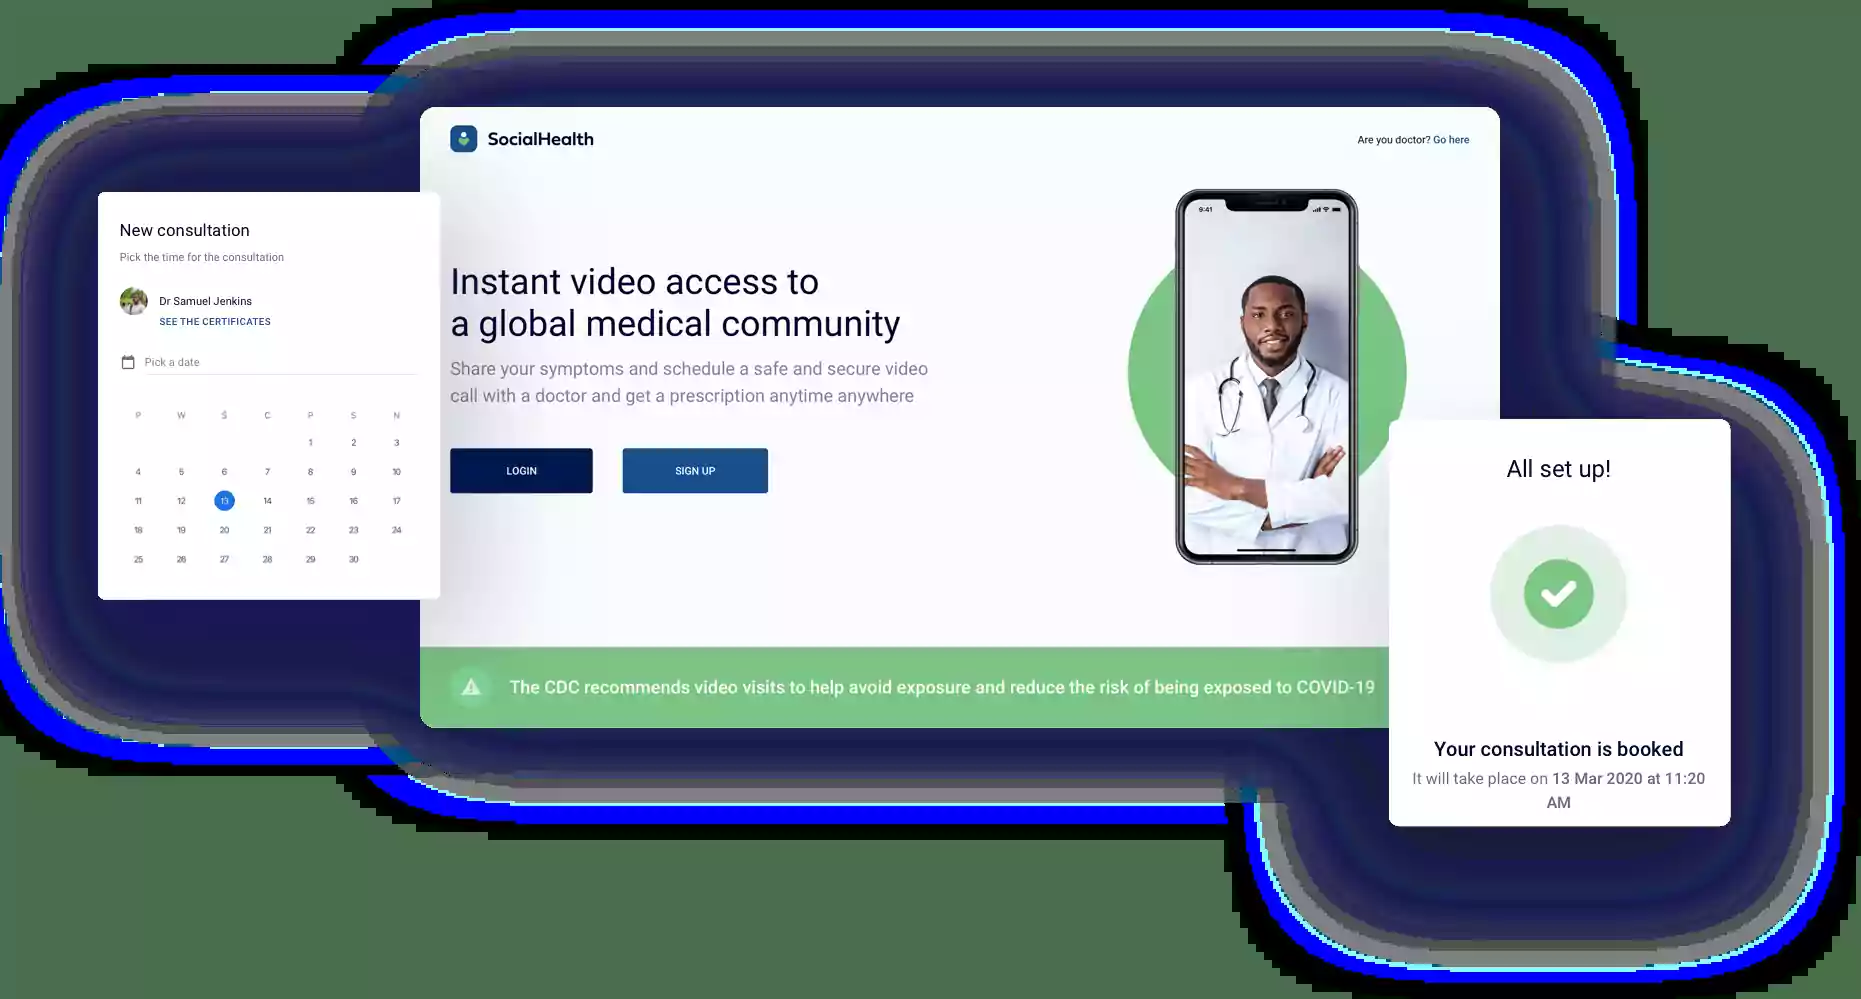 SocialHealth
Are you doctor? Go here
New consultation
Pick the time for the consultation
Dr Samuel Jenkins
SEE THE CERTIFICATES
Pick a date
P W Ś C P S N
1 2 3
4 5 6 7 8 9 10
11 12 13 14 15 16 17
18 19 20 21 22 23 24
25 26 27 28 29 30
Instant video access to
a global medical community
Share your symptoms and schedule a safe and secure video
call with a doctor and get a prescription anytime anywhere
LOGIN
SIGN UP
9:41
The CDC recommends video visits to help avoid exposure and reduce the risk of being exposed to COVID-19
All set up!
Your consultation is booked
It will take place on 13 Mar 2020 at 11:20
AM